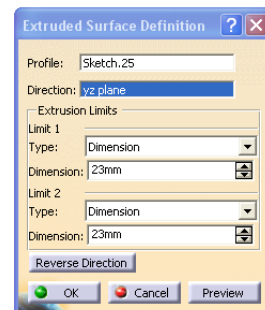 Extruded Surface Definition ? X
Profile: Sketch.25
Direction: yz plane
Extrusion Limits
Limit 1
Type: Dimension
Dimension: 23mm
Limit 2
Type: Dimension
Dimension: 23mm
Reverse Direction
OK Cancel Preview